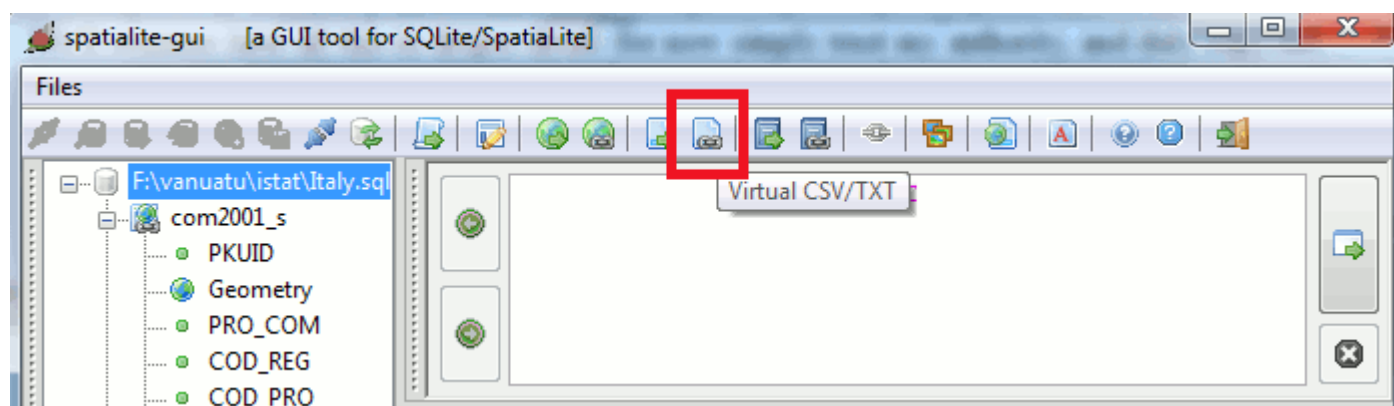 spatialite-gui [a GUI tool for SQLite/SpatiaLite]
Files
Virtual CSV/TXT
F:\vanuatu\istat\Italy.sql
com2001_s
PKUID
Geometry
PRO_COM
COD_REG
COD_PRO